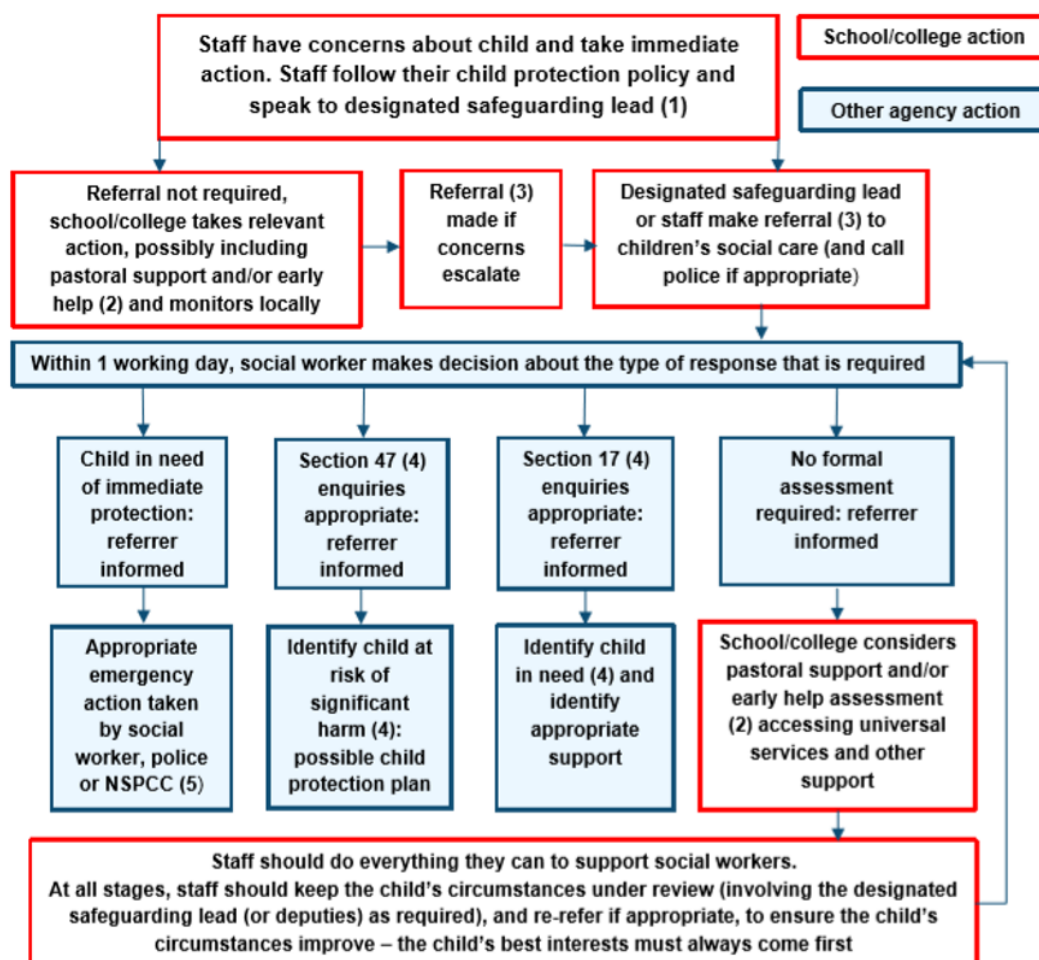 Staff have concerns about child and take immediate
action. Staff follow their child protection policy and
speak to designated safeguarding lead (1)
School/college action
Other agency action
Referral not required,
school/college takes relevant
action, possibly including
pastoral support and/or early
help (2) and monitors locally
Referral (3)
made if
concerns
escalate
Designated safeguarding lead
or staff make referral (3) to
children’s social care (and call
police if appropriate)
Within 1 working day, social worker makes decision about the type of response that is required
Child in need
of immediate
protection:
referrer
informed
Section 47 (4)
enquiries
appropriate:
referrer
informed
Section 17 (4)
enquiries
appropriate:
referrer
informed
No formal
assessment
required: referrer
informed
Appropriate
emergency
action taken
by social
worker, police
or NSPCC (5)
Identify child at
risk of
significant
harm (4):
possible child
protection plan
Identify child
in need (4) and
identify
appropriate
support
School/college considers
pastoral support and/or
early help assessment
(2) accessing universal
services and other
support
Staff should do everything they can to support social workers.
At all stages, staff should keep the child’s circumstances under review (involving the designated
safeguarding lead (or deputies) as required), and re-refer if appropriate, to ensure the child’s
circumstances improve – the child’s best interests must always come first